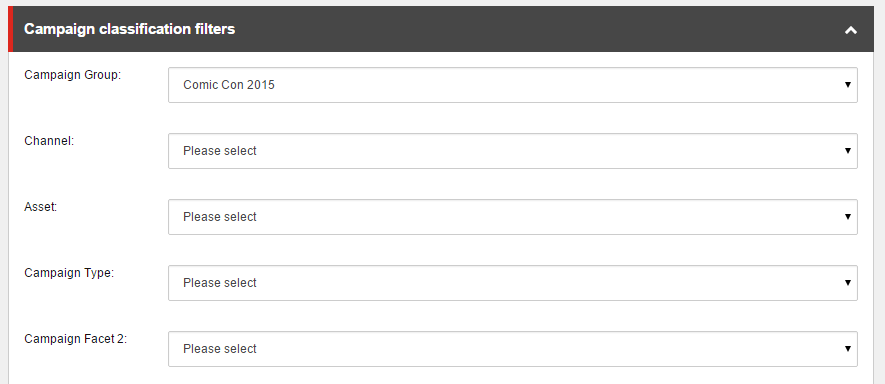 Campaign classification filters
Campaign Group: Comic Con 2015
Channel: Please select
Asset: Please select
Campaign Type: Please select
Campaign Facet 2: Please select